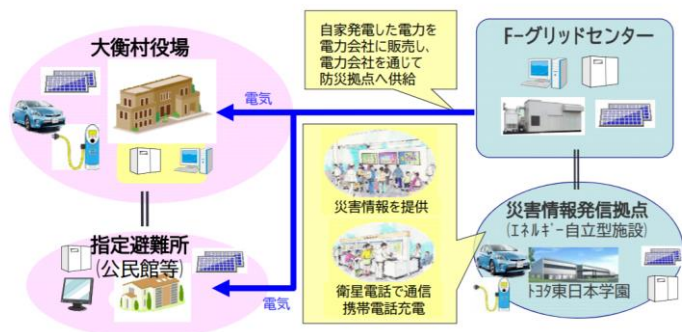 大衡村役場
自家発電した電力を
電力会社に販売し、
電力会社を通じて
防災拠点へ供給
F-グリッドセンター
電気
災害情報を提供
衛星電話で通信
携帯電話充電
災害情報発信拠点
(エネルギー自立型施設)
トヨタ東日本学園
指定避難所
(公民館等)
電気